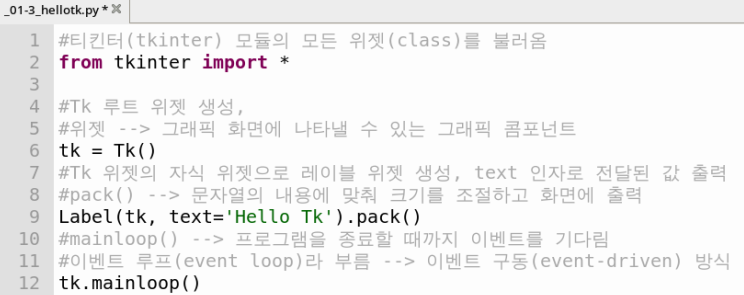 _01-3_hellotk.py *
1 #티킨터(tkinter) 모듈의 모든 위젯(class)를 불러옴
2 from tkinter import *
3
4 #Tk 루트 위젯 생성,
5 #위젯 --> 그래픽 화면에 나타낼 수 있는 그래픽 콤포넌트
6 tk = Tk()
7 #Tk 위젯의 자식 위젯으로 레이블 위젯 생성, text 인자로 전달된 값 출력
8 #pack() --> 문자열의 내용에 맞춰 크기를 조절하고 화면에 출력
9 Label(tk, text='Hello Tk').pack()
10 #mainloop() --> 프로그램을 종료할 때까지 이벤트를 기다림
11 #이벤트 루프(event loop)라 부름 --> 이벤트 구동(event-driven) 방식
12 tk.mainloop()